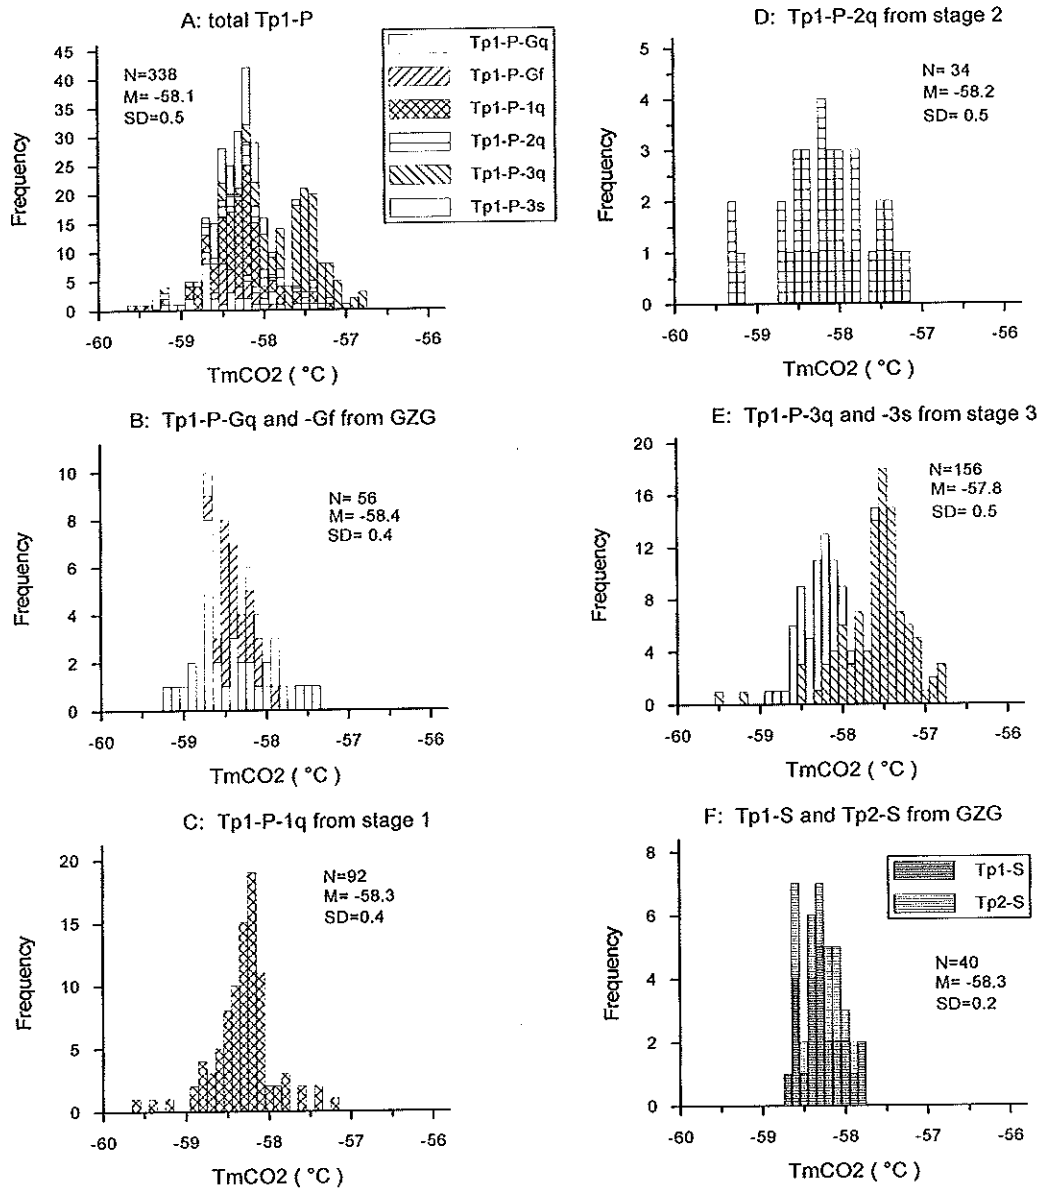 A: total Tp1-P
45
40
35
30
25
20
15
10
5
0
Frequency
N=338
M= -58.1
SD=0.5
-60
-59
-58
-57
-56
TmCO2 ( °C )
Tp1-P-Gq
Tp1-P-Gf
Tp1-P-1q
Tp1-P-2q
Tp1-P-3q
Tp1-P-3s
D: Tp1-P-2q from stage 2
5
4
3
2
1
0
Frequency
N= 34
M= -58.2
SD= 0.5
-60
-59
-58
-57
-56
TmCO2 ( °C )
B: Tp1-P-Gq and -Gf from GZG
10
8
6
4
2
0
Frequency
N= 56
M= -58.4
SD= 0.4
-60
-59
-58
-57
-56
TmCO2 ( °C )
E: Tp1-P-3q and -3s from stage 3
20
16
12
8
4
0
Frequency
N=156
M= -57.8
SD= 0.5
-60
-59
-58
-57
-56
TmCO2 ( °C )
C: Tp1-P-1q from stage 1
20
15
10
5
0
Frequency
N=92
M= -58.3
SD=0.4
-60
-59
-58
-57
-56
TmCO2 ( °C )
F: Tp1-S and Tp2-S from GZG
8
6
4
2
0
Frequency
Tp1-S
Tp2-S
N=40
M= -58.3
SD=0.2
-60
-59
-58
-57
-56
TmCO2 ( °C )